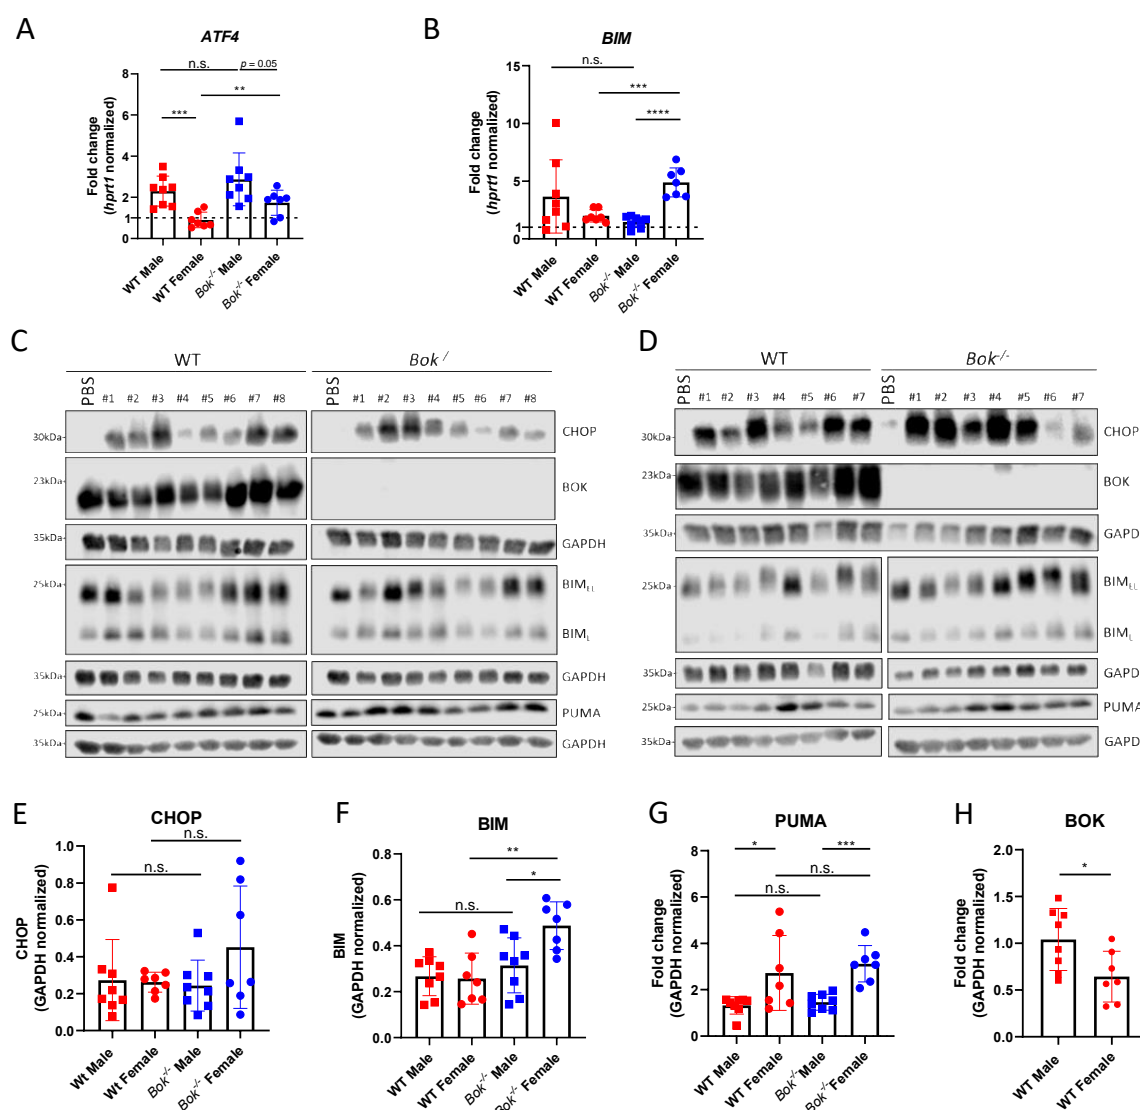 A
ATF4
n.s.
p = 0.05
**
***
Fold change
(hprt1 normalized)
8
6
4
2
1
0
WT Male
WT Female
Bok-/- Male
Bok-/- Female
B
BIM
n.s.
***
****
Fold change
(hprt1 normalized)
15
10
5
1
0
WT Male
WT Female
Bok-/- Male
Bok-/- Female
C
WT
Bok /
PBS #1 #2 #3 #4 #5 #6 #7 #8 #1 #2 #3 #4 #5 #6 #7 #8
PBS
30kDa CHOP
23kDa BOK
35kDa GAPDH
25kDa BIMEL
BIML
35kDa GAPDH
25kDa PUMA
35kDa GAPDH
D
WT
Bok-/-
PBS #1 #2 #3 #4 #5 #6 #7 PBS #1 #2 #3 #4 #5 #6 #7
30kDa CHOP
23kDa BOK
35kDa GAPD
25kDa BIMEL
BIML
35kDa GAPD
25kDa PUMA
35kDa GAPD
E
CHOP
n.s.
n.s.
CHOP
(GAPDH normalized)
1.0
0.8
0.6
0.4
0.2
0.0
Wt Male
Wt Female
Bok-/- Male
Bok-/- Female
F
BIM
**
*
n.s.
BIM
(GAPDH normalized)
0.8
0.6
0.4
0.2
0.0
WT Male
WT Female
Bok-/- Male
Bok-/- Female
G
PUMA
*
***
n.s.
n.s.
Fold change
(GAPDH normalized)
8
6
4
2
0
WT Male
WT Female
Bok-/- Male
Bok-/- Female
H
BOK
*
Fold change
(GAPDH normalized)
2.0
1.5
1.0
0.5
0.0
WT Male
WT Female